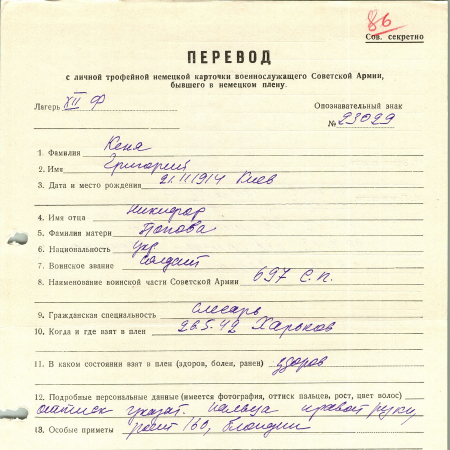 86
Сов. секретно
ПЕРЕВОД
с личной трофейной немецкой карточки военнослужащего Советской Армии,
бывшего в немецком плену.
Лагерь XII Ф Опознавательный знак
№ 23029
1. Фамилия Кеня
2. Имя Григорий
3. Дата и место рождения 21.11.1914 Киев
4. Имя отца Никифор
5. Фамилия матери Попова
6. Национальность укр.
7. Воинское звание солдат
8. Наименование воинской части Советской Армии 697 с.п.
9. Гражданская специальность слесарь
10. Когда и где взят в плен 26.5.42 Харьков
11. В каком состоянии взят в плен (здоров, болен, ранен) здоров
12. Подробные персональные данные (имеется фотография, оттиск пальцев, рост, цвет волос)
оттиск указат. пальца правой руки,
13. Особые приметы рост 160, блондин